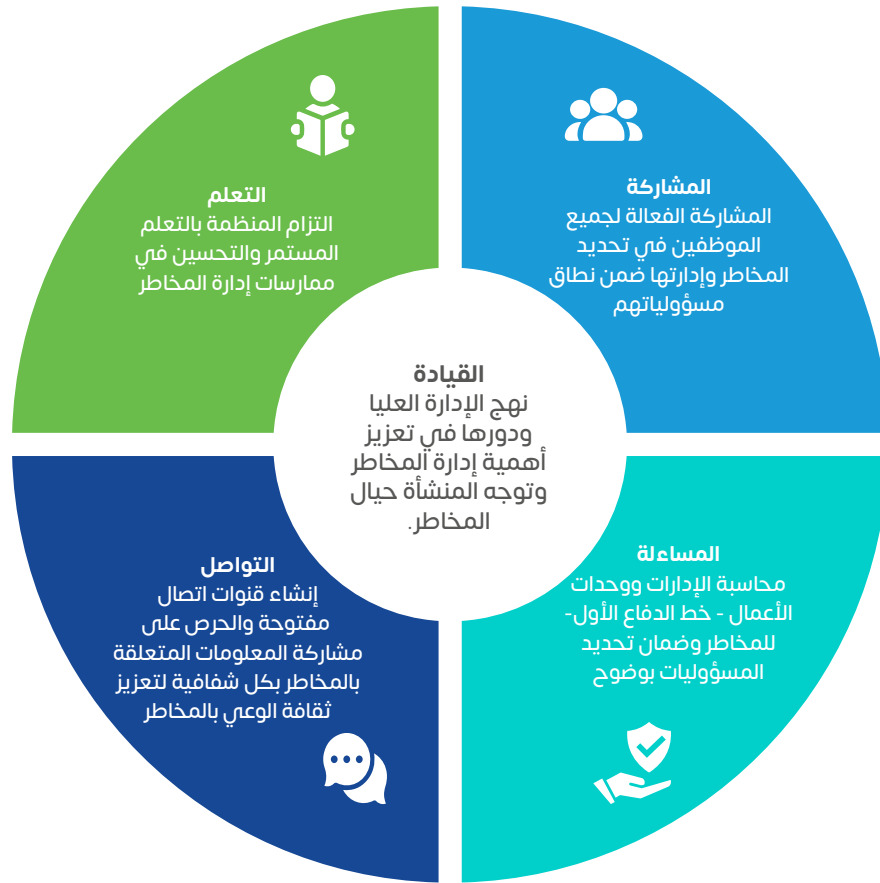 المشاركة
المشاركة الفعالة لجميع
الموظفين في تحديد
المخاطر وإدارتها ضمن نطاق
مسؤولياتهم
التعلم
التزام المنظمة بالتعلم
المستمر والتحسين في
ممارسات إدارة المخاطر
القيادة
نهج الإدارة العليا
ودورها في تعزيز
أهمية إدارة المخاطر
وتوجه المنشأة حيال
المخاطر.
المساءلة
محاسبة الإدارات ووحدات
الأعمال - خط الدفاع الأول-
للمخاطر وضمان تحديد
المسؤوليات بوضوح
التواصل
إنشاء قنوات اتصال
مفتوحة والحرص على
مشاركة المعلومات المتعلقة
بالمخاطر بكل شفافية لتعزيز
ثقافة الوعي بالمخاطر